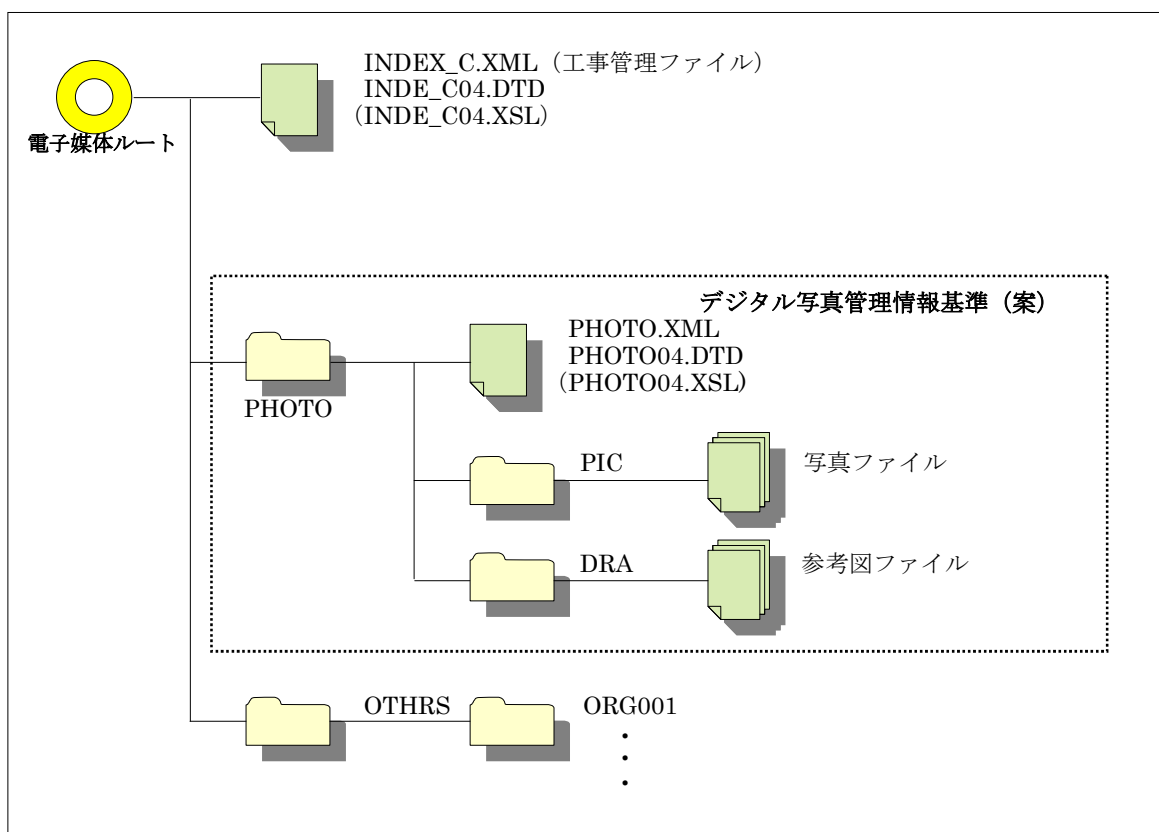 INDEX_C.XML（工事管理ファイル）
INDE_C04.DTD
（INDE_C04.XSL）
電子媒体ルート
デジタル写真管理情報基準（案）
PHOTO.XML
PHOTO04.DTD
（PHOTO04.XSL）
PHOTO
PIC
写真ファイル
DRA
参考図ファイル
OTHRS
ORG001
・
・
・